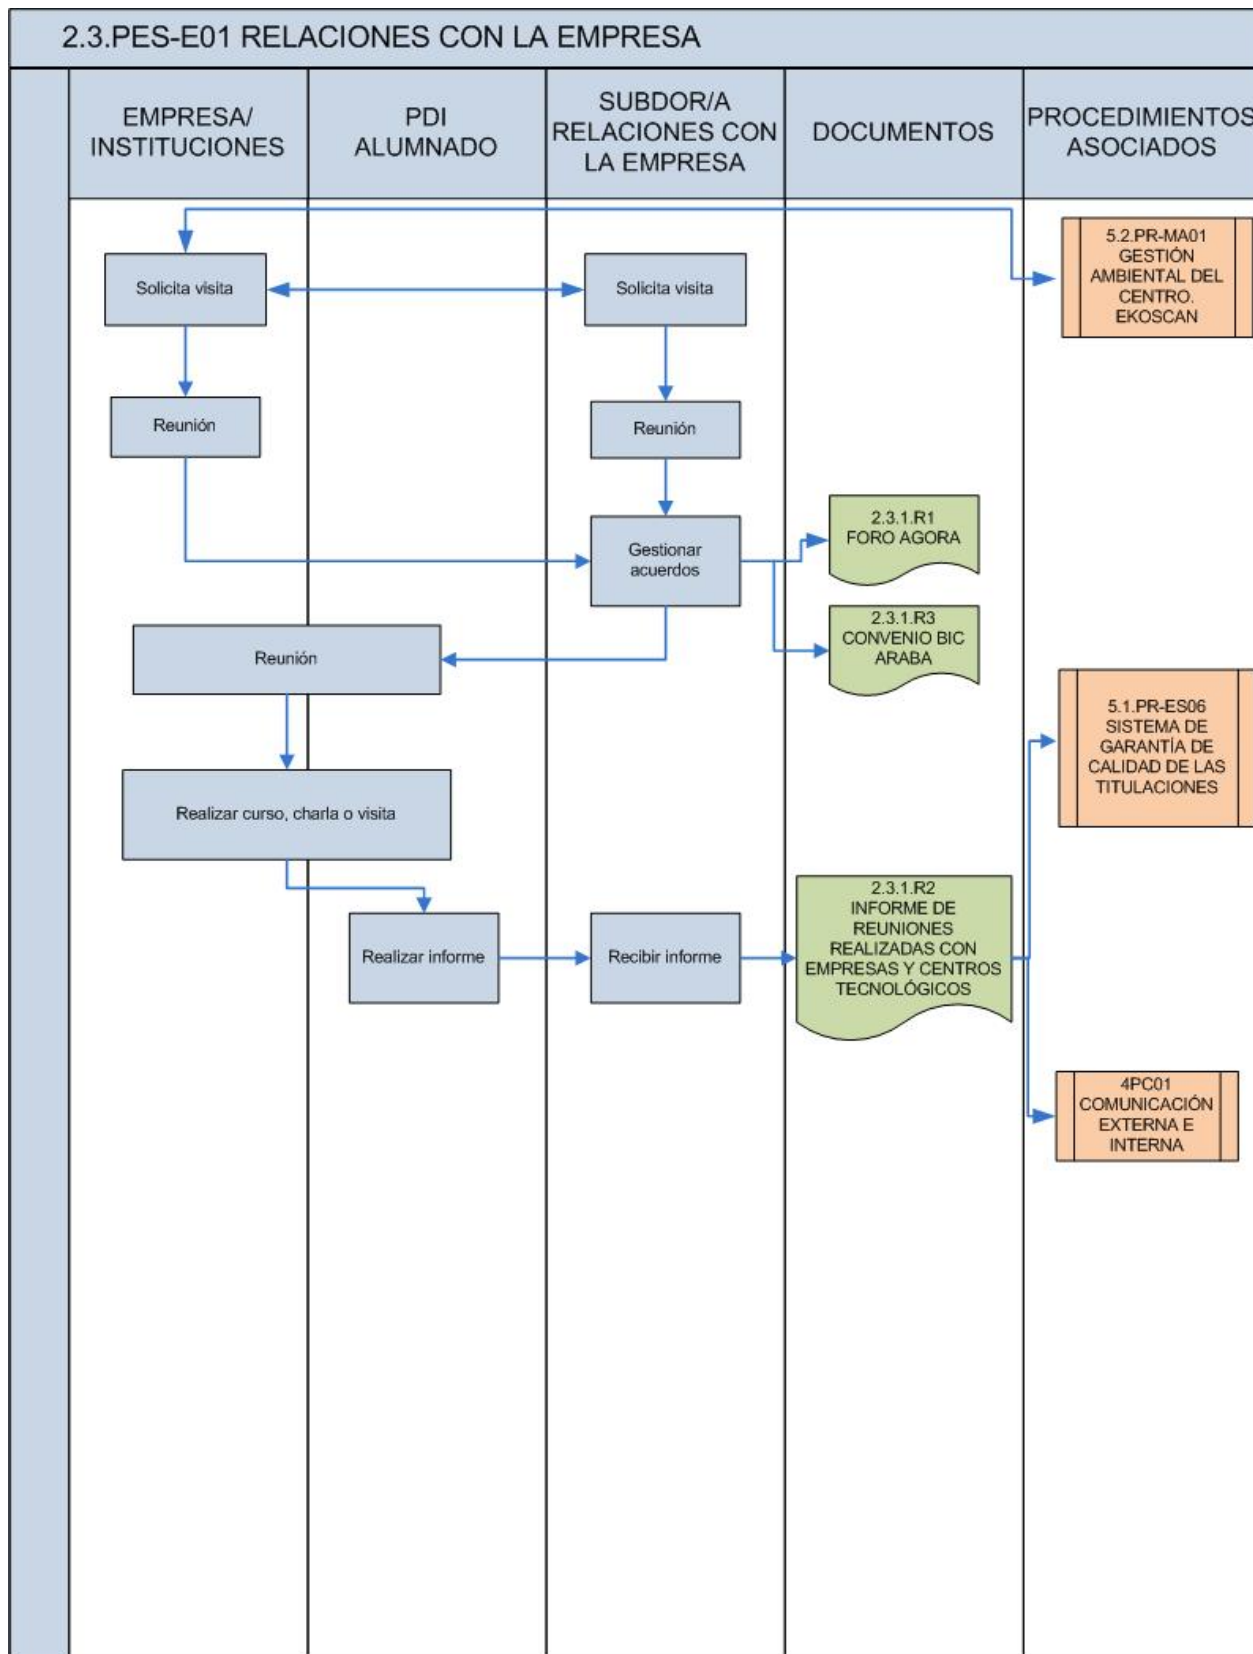 2.3.PES-E01 RELACIONES CON LA EMPRESA
EMPRESA/
INSTITUCIONES
PDI
ALUMNADO
SUBDOR/A
RELACIONES CON
LA EMPRESA
DOCUMENTOS
PROCEDIMIENTOS
ASOCIADOS
5.2.PR-MA01
GESTIÓN
AMBIENTAL DEL
CENTRO.
EKOSCAN
Solicita visita
Solicita visita
Reunión
Reunión
Gestionar
acuerdos
2.3.1.R1
FORO AGORA
2.3.1.R3
CONVENIO BIC
ARABA
Reunión
5.1.PR-ES06
SISTEMA DE
GARANTÍA DE
CALIDAD DE LAS
TITULACIONES
Realizar curso, charla o visita
Realizar informe
Recibir informe
2.3.1.R2
INFORME DE
REUNIONES
REALIZADAS CON
EMPRESAS Y CENTROS
TECNOLÓGICOS
4PC01
COMUNICACIÓN
EXTERNA E
INTERNA